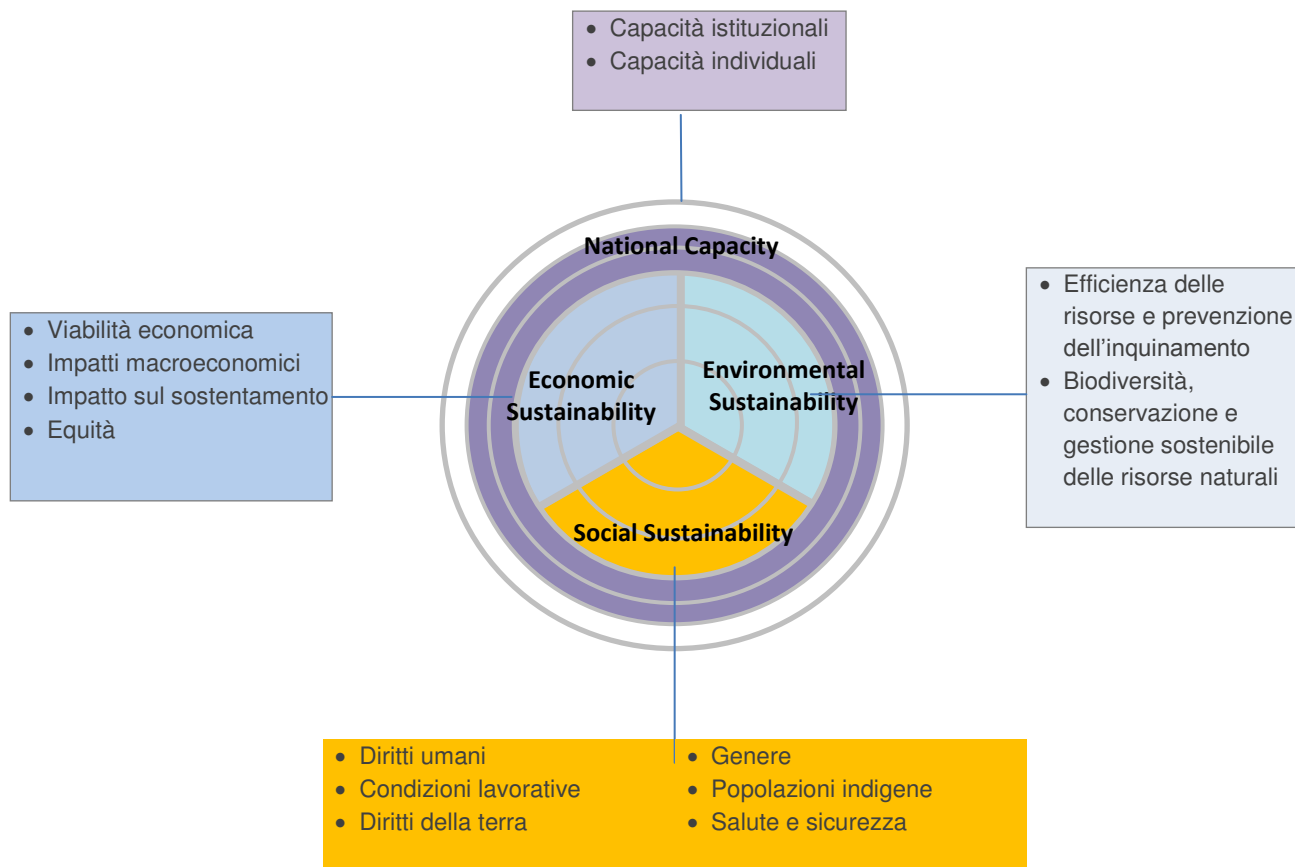 • Capacità istituzionali
• Capacità individuali
National Capacity
• Viabilità economica
• Impatti macroeconomici
• Impatto sul sostentamento
• Equità
Economic
Sustainability
Environmental
Sustainability
• Efficienza delle
risorse e prevenzione
dell’inquinamento
• Biodiversità,
conservazione e
gestione sostenibile
delle risorse naturali
Social Sustainability
• Diritti umani
• Condizioni lavorative
• Diritti della terra
• Genere
• Popolazioni indigene
• Salute e sicurezza